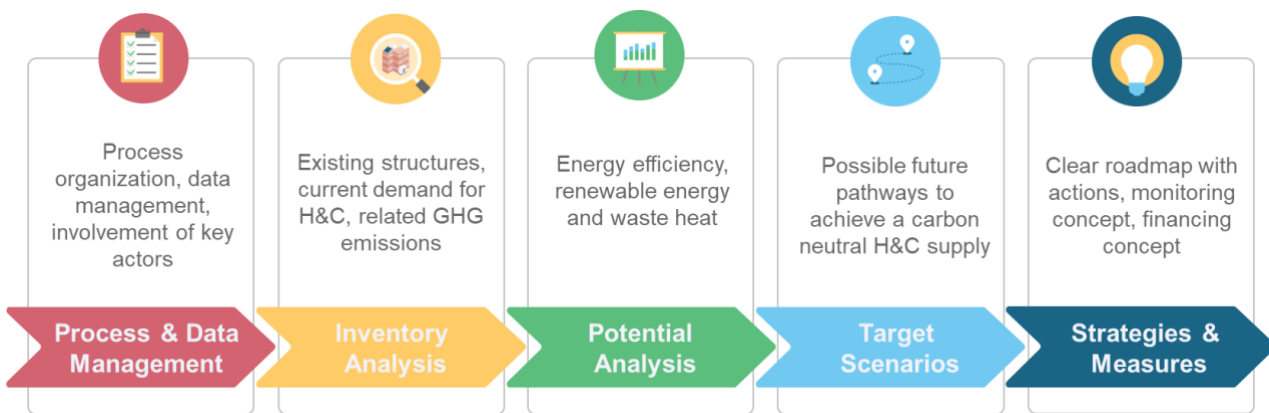 Process
organization, data
management,
involvement of key
actors
Process & Data
Management
Existing structures,
current demand for
H&C, related GHG
emissions
Inventory
Analysis
Energy efficiency,
renewable energy
and waste heat
Potential
Analysis
Possible future
pathways to
achieve a carbon
neutral H&C supply
Target
Scenarios
Clear roadmap with
actions, monitoring
concept, financing
concept
Strategies &
Measures